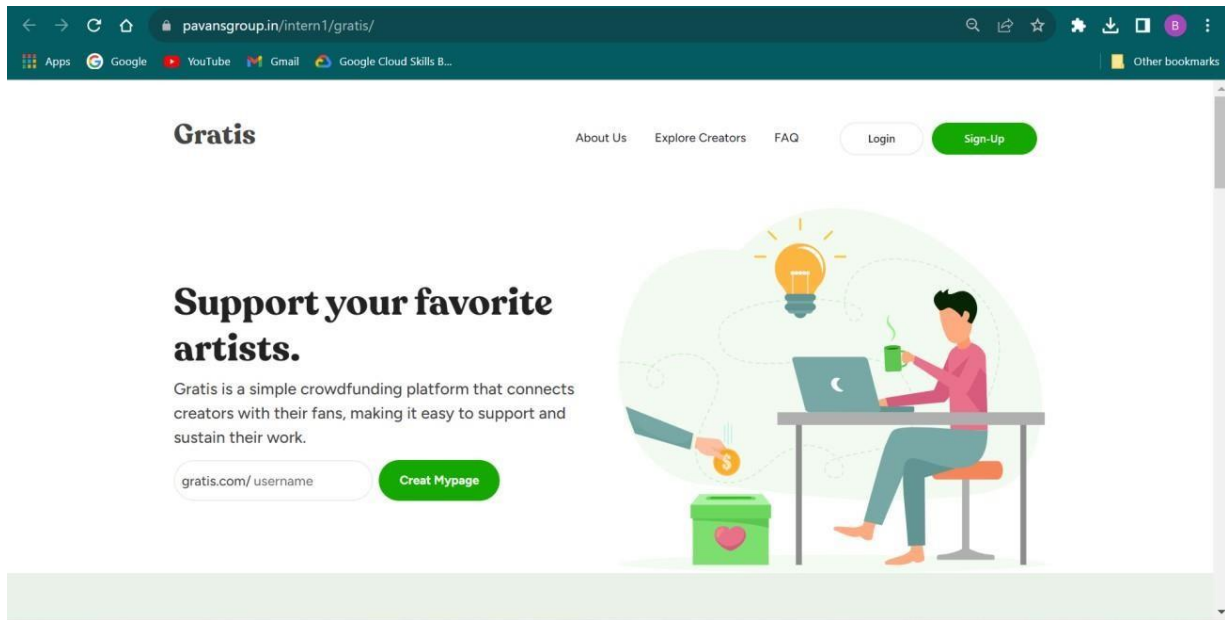 pavansgroup.in/intern1/gratis/
B
Apps Google YouTube Gmail Google Cloud Skills B... Other bookmarks
Gratis About Us Explore Creators FAQ Login Sign-Up
Support your favorite
artists.
Gratis is a simple crowdfunding platform that connects
creators with their fans, making it easy to support and
sustain their work.
gratis.com/ username Creat Mypage
$